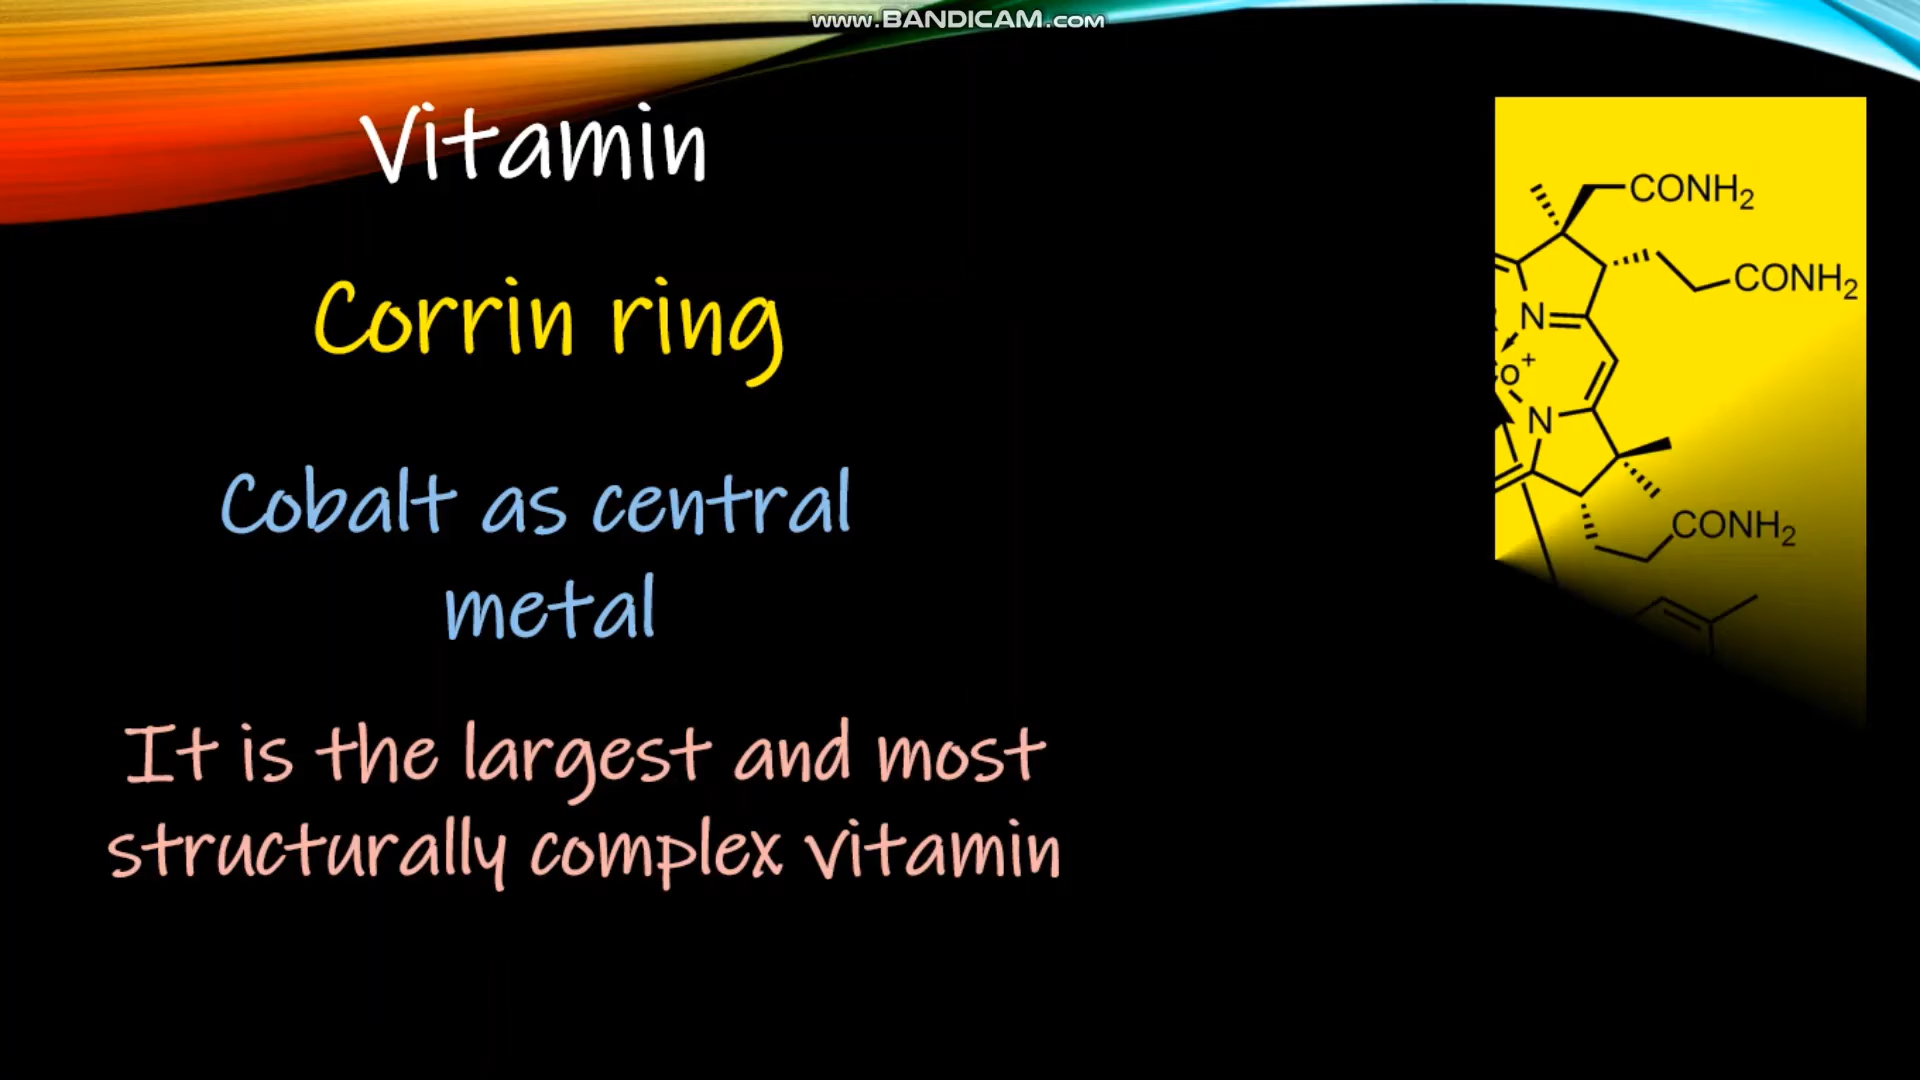 www.BANDICAM.com
Vitamin
Corrin ring
Cobalt as central
metal
It is the largest and most
structurally complex vitamin
CONH2
CONH2
N
o+
N
CONH2